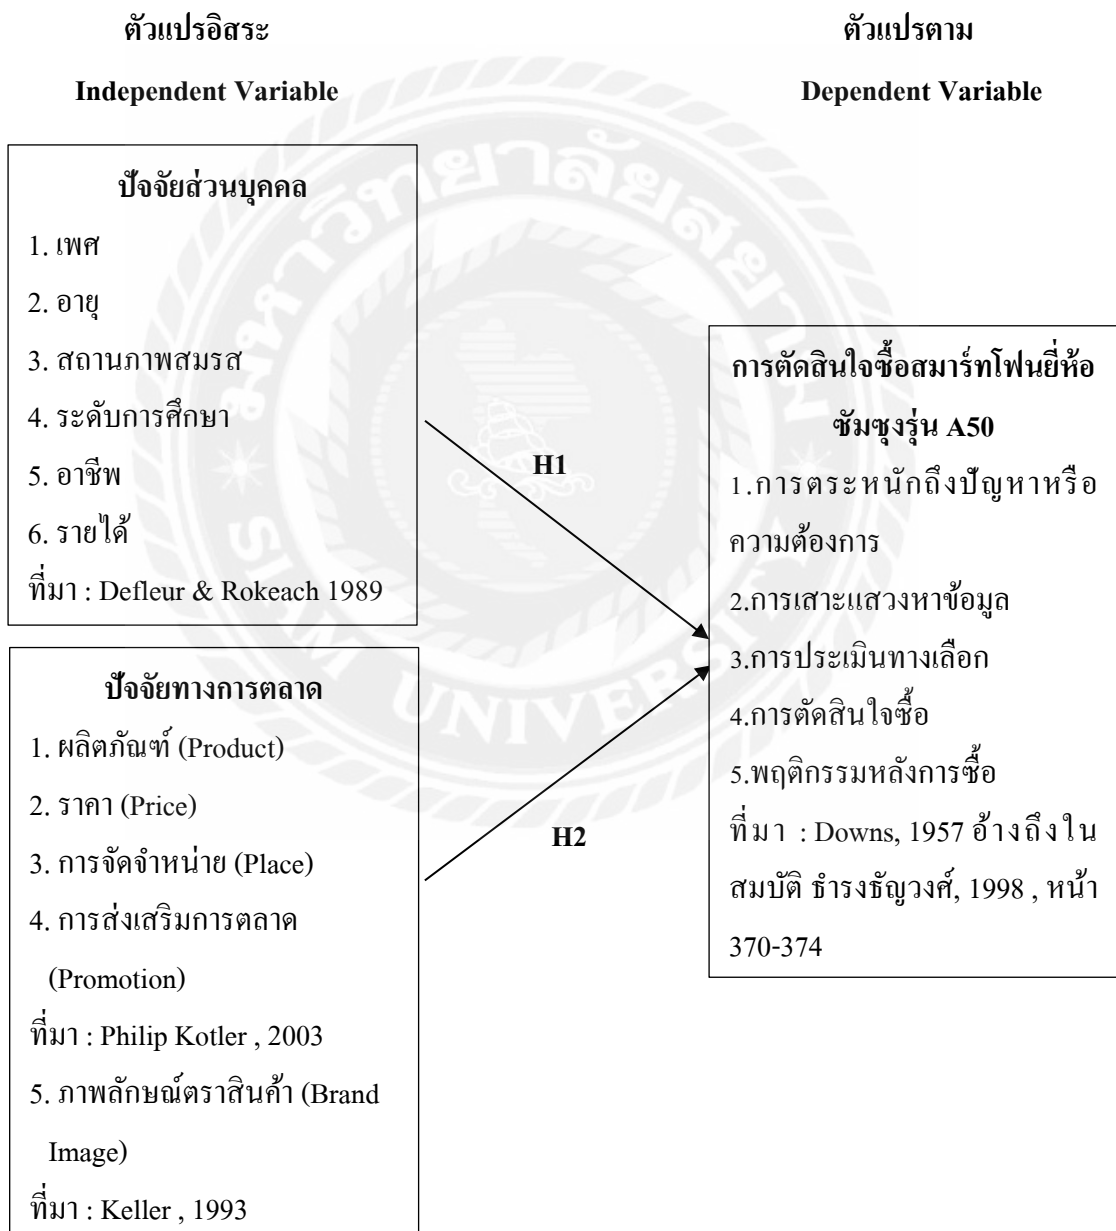 ตัวแปรอิสระ
Independent Variable
ตัวแปรตาม
Dependent Variable
ปัจจัยส่วนบุคคล
1. เพศ
2. อายุ
3. สถานภาพสมรส
4. ระดับการศึกษา
5. อาชีพ
6. รายได้
ที่มา : Defleur & Rokeach 1989
ปัจจัยทางการตลาด
1. ผลิตภัณฑ์ (Product)
2. ราคา (Price)
3. การจัดจำหน่าย (Place)
4. การส่งเสริมการตลาด
(Promotion)
ที่มา : Philip Kotler , 2003
5. ภาพลักษณ์ตราสินค้า (Brand
Image)
ที่มา : Keller , 1993
H1
H2
การตัดสินใจซื้อสมาร์ทโฟนยี่ห้อ
ซัมซุงรุ่น A50
1.การตระหนักถึงปัญหาหรือ
ความต้องการ
2.การเสาะแสวงหาข้อมูล
3.การประเมินทางเลือก
4.การตัดสินใจซื้อ
5.พฤติกรรมหลังการซื้อ
ที่มา : Downs, 1957 อ้างถึงใน
สมบัติ ธำรงธัญวงศ์, 1998 , หน้า
370-374
มหาวิทยาลัยสยาม
SIAM UNIVERSITY